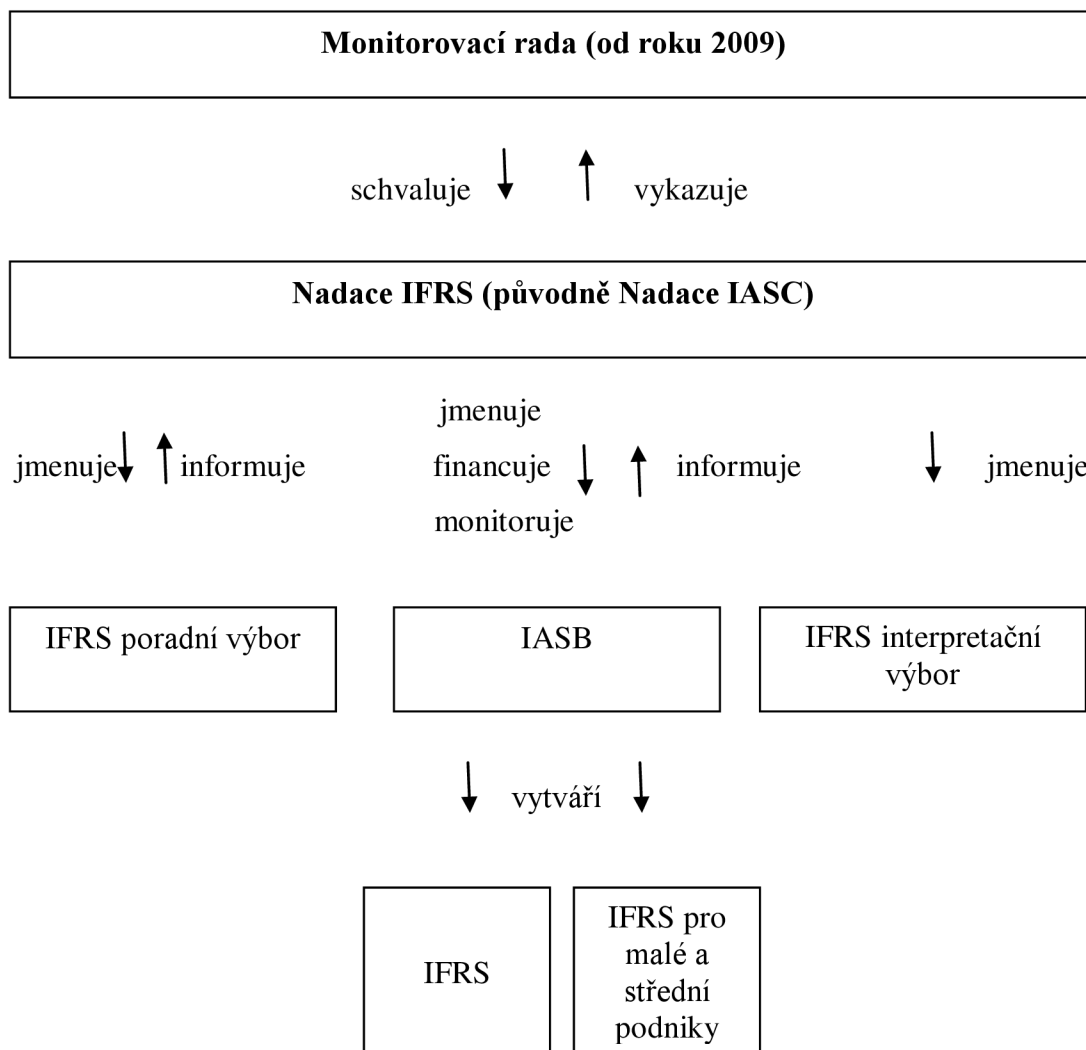 Monitorovací rada (od roku 2009)
schvaluje
vykazuje
Nadace IFRS (původně Nadace IASC)
jmenuje
informuje
jmenuje
financuje
monitoruje
informuje
jmenuje
IFRS poradní výbor
IASB
IFRS interpretační
výbor
vytváří
IFRS
IFRS pro
malé a
střední
podniky